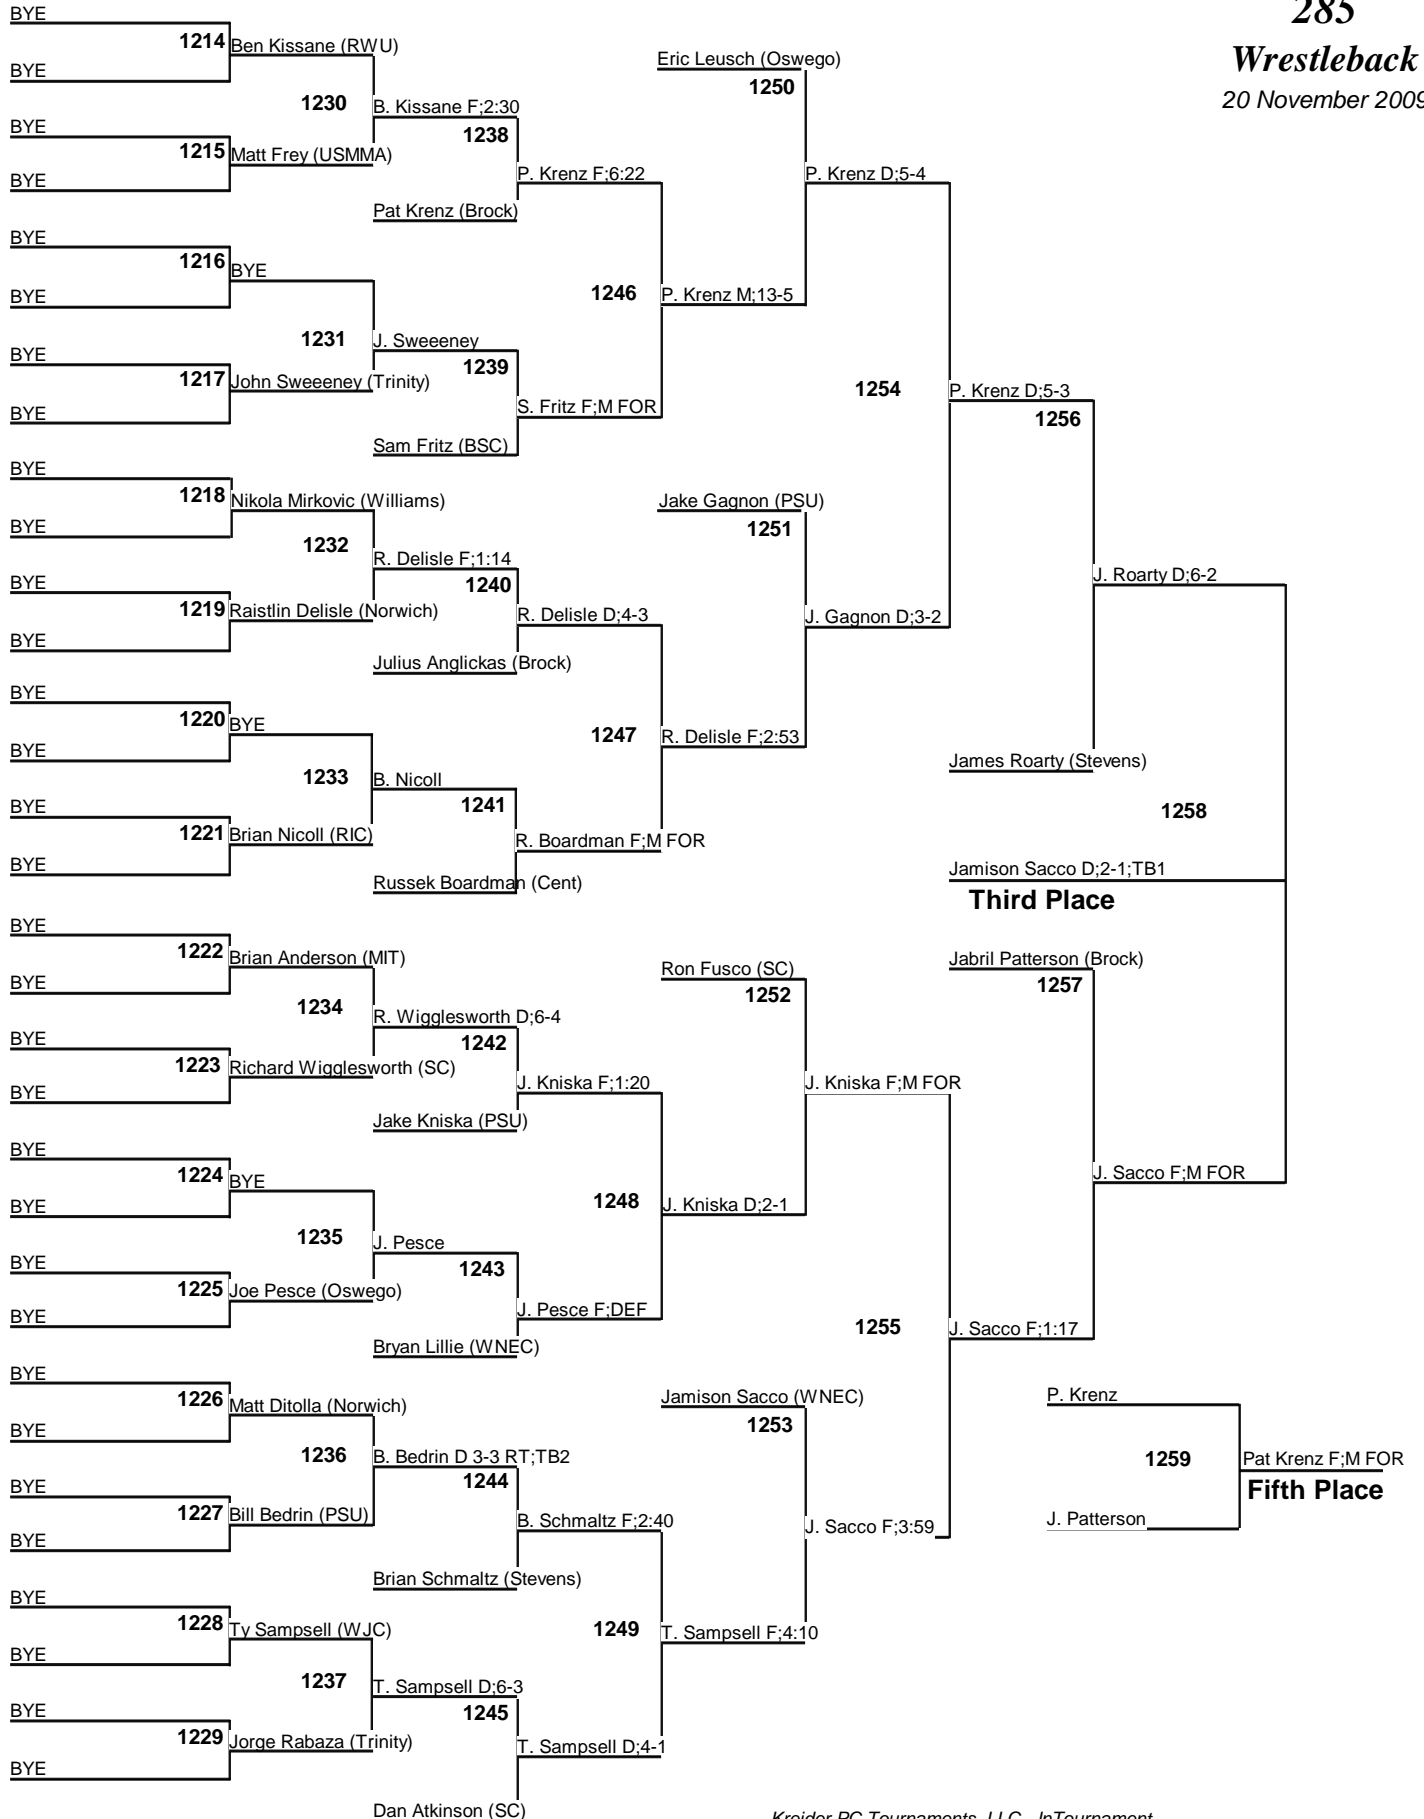 285
Wrestleback
20 November 2009
BYE
1214
BYE
Ben Kissane (RWU)
1230
BYE
1215
BYE
Matt Frey (USMMA)
B. Kissane F;2:30
1238
Pat Krenz (Brock)
P. Krenz F;6:22
BYE
1216
BYE
BYE
1231
BYE
1217
BYE
John Sweeeney (Trinity)
J. Sweeeney
1239
Sam Fritz (BSC)
S. Fritz F;M FOR
1246
P. Krenz M;13-5
Eric Leusch (Oswego)
1250
P. Krenz D;5-4
BYE
1218
BYE
Nikola Mirkovic (Williams)
1232
BYE
1219
BYE
Raistlin Delisle (Norwich)
R. Delisle F;1:14
1240
Julius Anglickas (Brock)
R. Delisle D;4-3
BYE
1220
BYE
BYE
1233
BYE
1221
BYE
Brian Nicoll (RIC)
B. Nicoll
1241
Russek Boardman (Cent)
R. Boardman F;M FOR
1247
R. Delisle F;2:53
Jake Gagnon (PSU)
1251
J. Gagnon D;3-2
1254
P. Krenz D;5-3
1256
James Roarty (Stevens)
J. Roarty D;6-2
1258
Jamison Sacco D;2-1;TB1
Third Place
BYE
1222
BYE
Brian Anderson (MIT)
1234
BYE
1223
BYE
Richard Wigglesworth (SC)
R. Wigglesworth D;6-4
1242
Jake Kniska (PSU)
J. Kniska F;1:20
BYE
1224
BYE
BYE
1235
BYE
1225
BYE
Joe Pesce (Oswego)
J. Pesce
1243
Bryan Lillie (WNEC)
J. Pesce F;DEF
1248
J. Kniska D;2-1
Ron Fusco (SC)
1252
J. Kniska F;M FOR
BYE
1226
BYE
Matt Ditolla (Norwich)
1236
BYE
1227
BYE
Bill Bedrin (PSU)
B. Bedrin D 3-3 RT;TB2
1244
Brian Schmaltz (Stevens)
B. Schmaltz F;2:40
BYE
1228
BYE
Ty Sampsell (WJC)
1237
BYE
1229
BYE
Jorge Rabaza (Trinity)
T. Sampsell D;6-3
1245
Dan Atkinson (SC)
T. Sampsell D;4-1
1249
T. Sampsell F;4:10
Jamison Sacco (WNEC)
1253
J. Sacco F;3:59
1255
J. Sacco F;1:17
Jabril Patterson (Brock)
1257
J. Sacco F;M FOR
P. Krenz
1259
J. Patterson
Pat Krenz F;M FOR
Fifth Place
Kreider PC Tournaments, LLC - InTournament